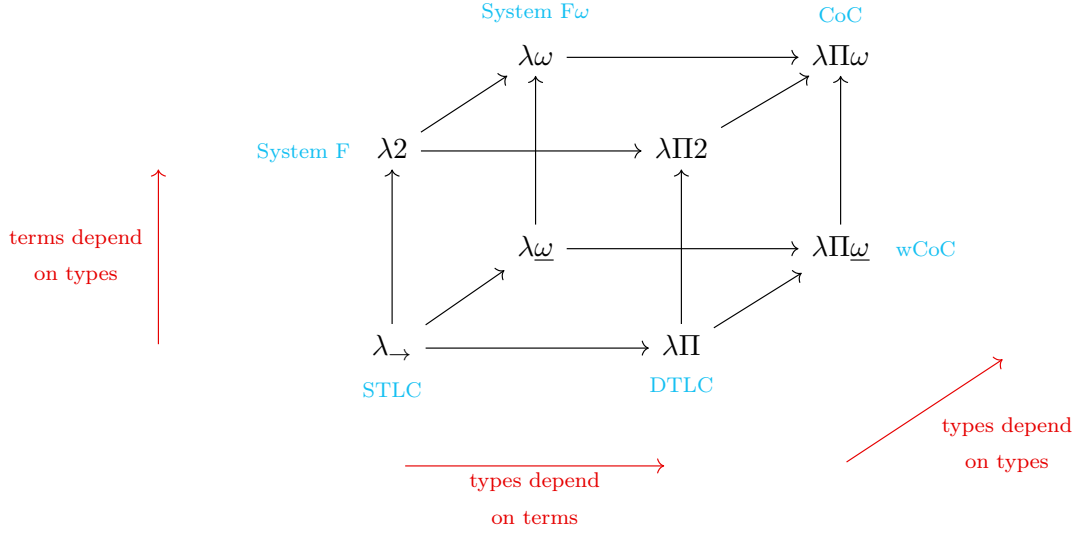 System Fω
CoC
λω
λΠω
System F
λ2
λΠ2
terms depend
on types
λω̲
λΠω̲
wCoC
λ→
λΠ
STLC
DTLC
types depend
on types
types depend
on terms